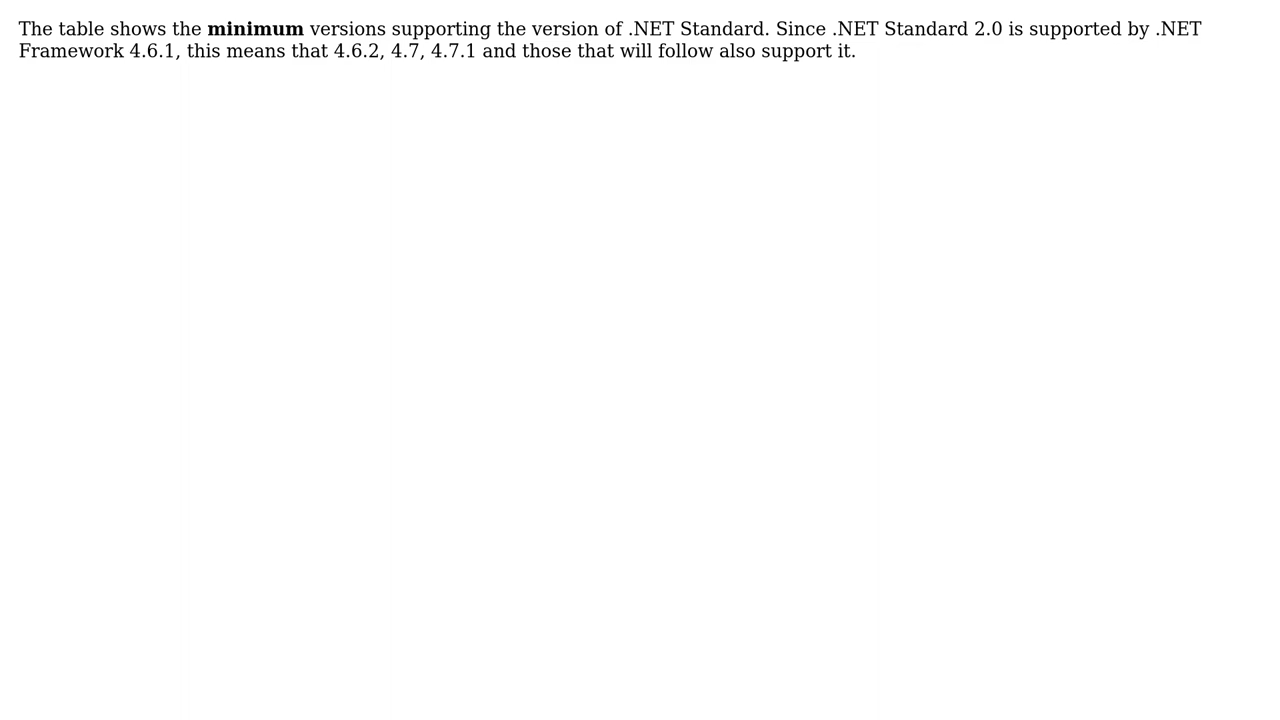 The table shows the minimum versions supporting the version of .NET Standard. Since .NET Standard 2.0 is supported by .NET
Framework 4.6.1, this means that 4.6.2, 4.7, 4.7.1 and those that will follow also support it.